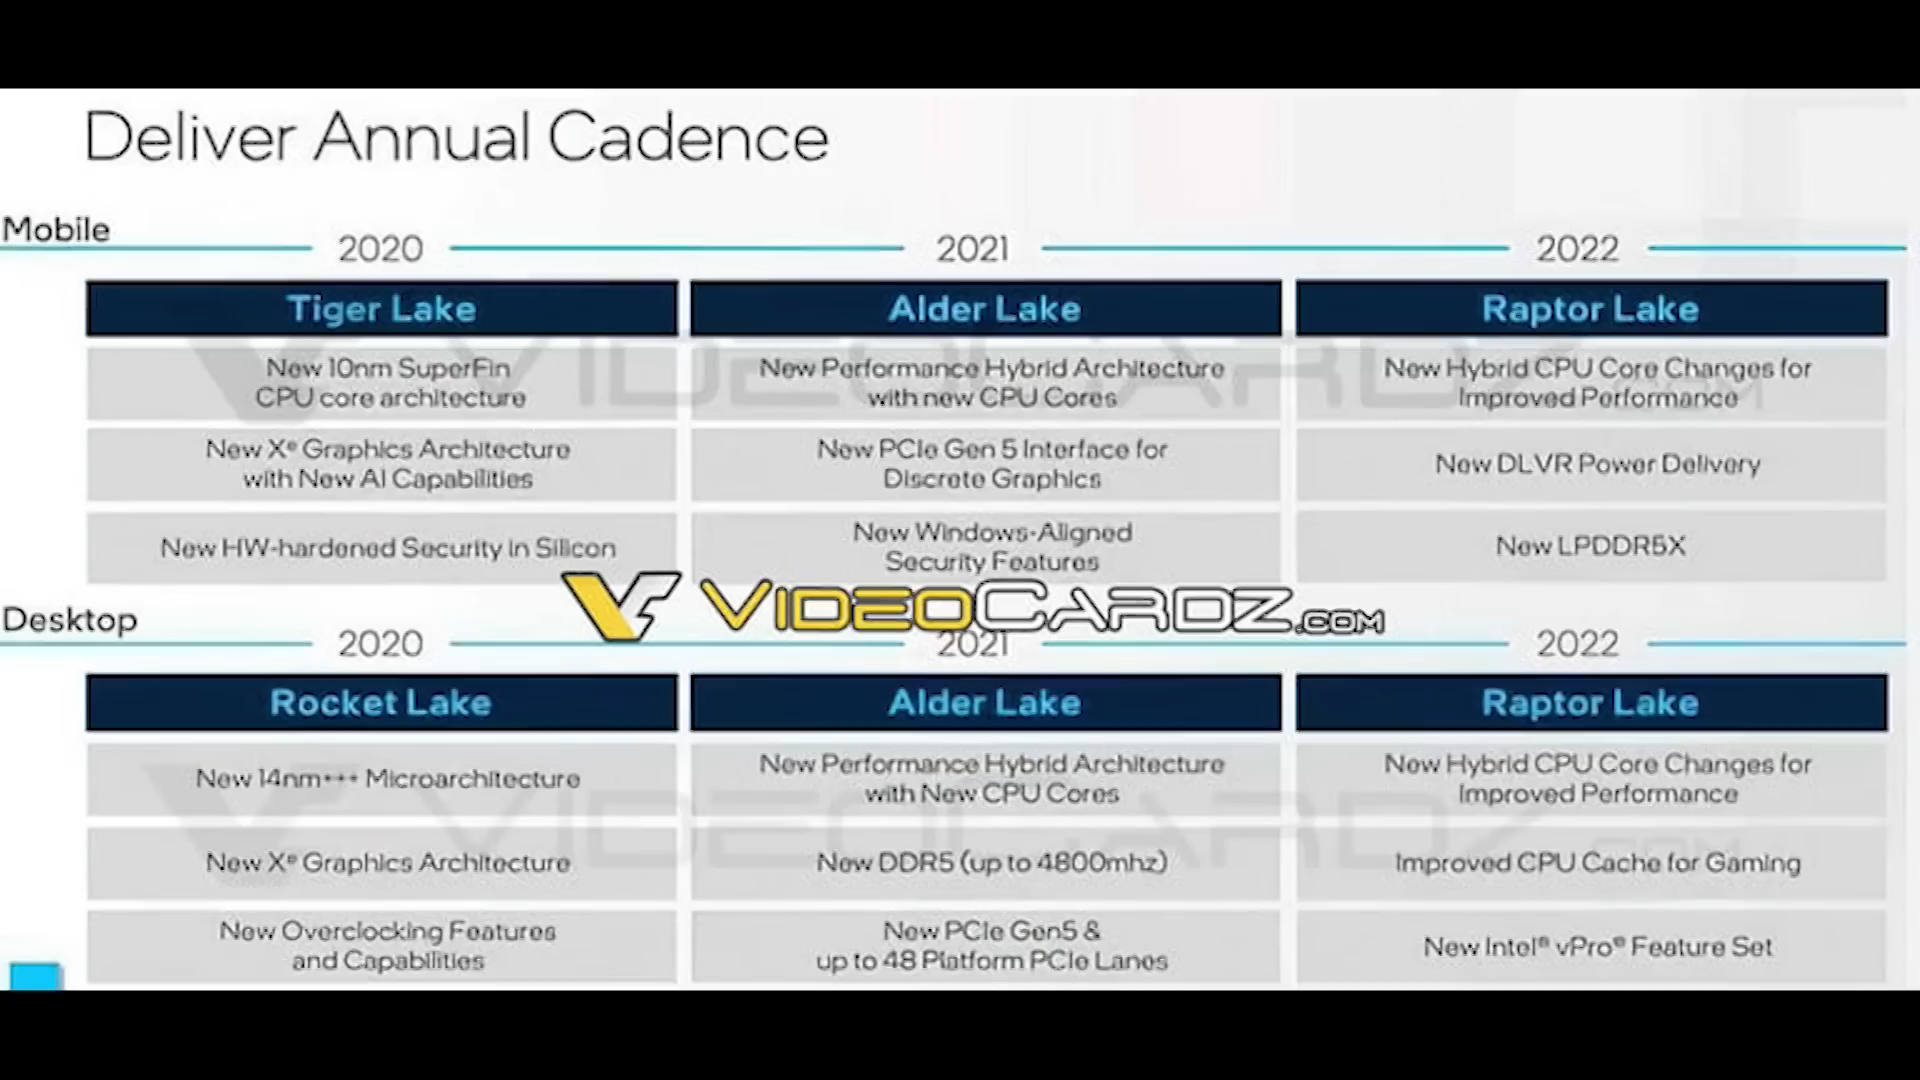 Deliver Annual Cadence
Mobile
2020
2021
2022
Tiger Lake
Alder Lake
Raptor Lake
New 10nm SuperFin
CPU core architecture
New Performance Hybrid Architecture
with new CPU Cores
New Hybrid CPU Core Changes for
Improved Performance
New Xᵉ Graphics Architecture
with New AI Capabilities
New PCIe Gen 5 Interface for
Discrete Graphics
New DLVR Power Delivery
New HW-hardened Security in Silicon
New Windows-Aligned
Security Features
New LPDDR5X
VIDEOCARDZ.COM
Desktop
2020
2021
2022
Rocket Lake
Alder Lake
Raptor Lake
New 14nm+++ Microarchitecture
New Performance Hybrid Architecture
with New CPU Cores
New Hybrid CPU Core Changes for
Improved Performance
New Xᵉ Graphics Architecture
New DDR5 (up to 4800mhz)
Improved CPU Cache for Gaming
New Overclocking Features
and Capabilities
New PCIe Gen5 &
up to 48 Platform PCIe Lanes
New Intel® vPro® Feature Set
VIDEOCARDZ.COM
VIDEOCARDZ.COM